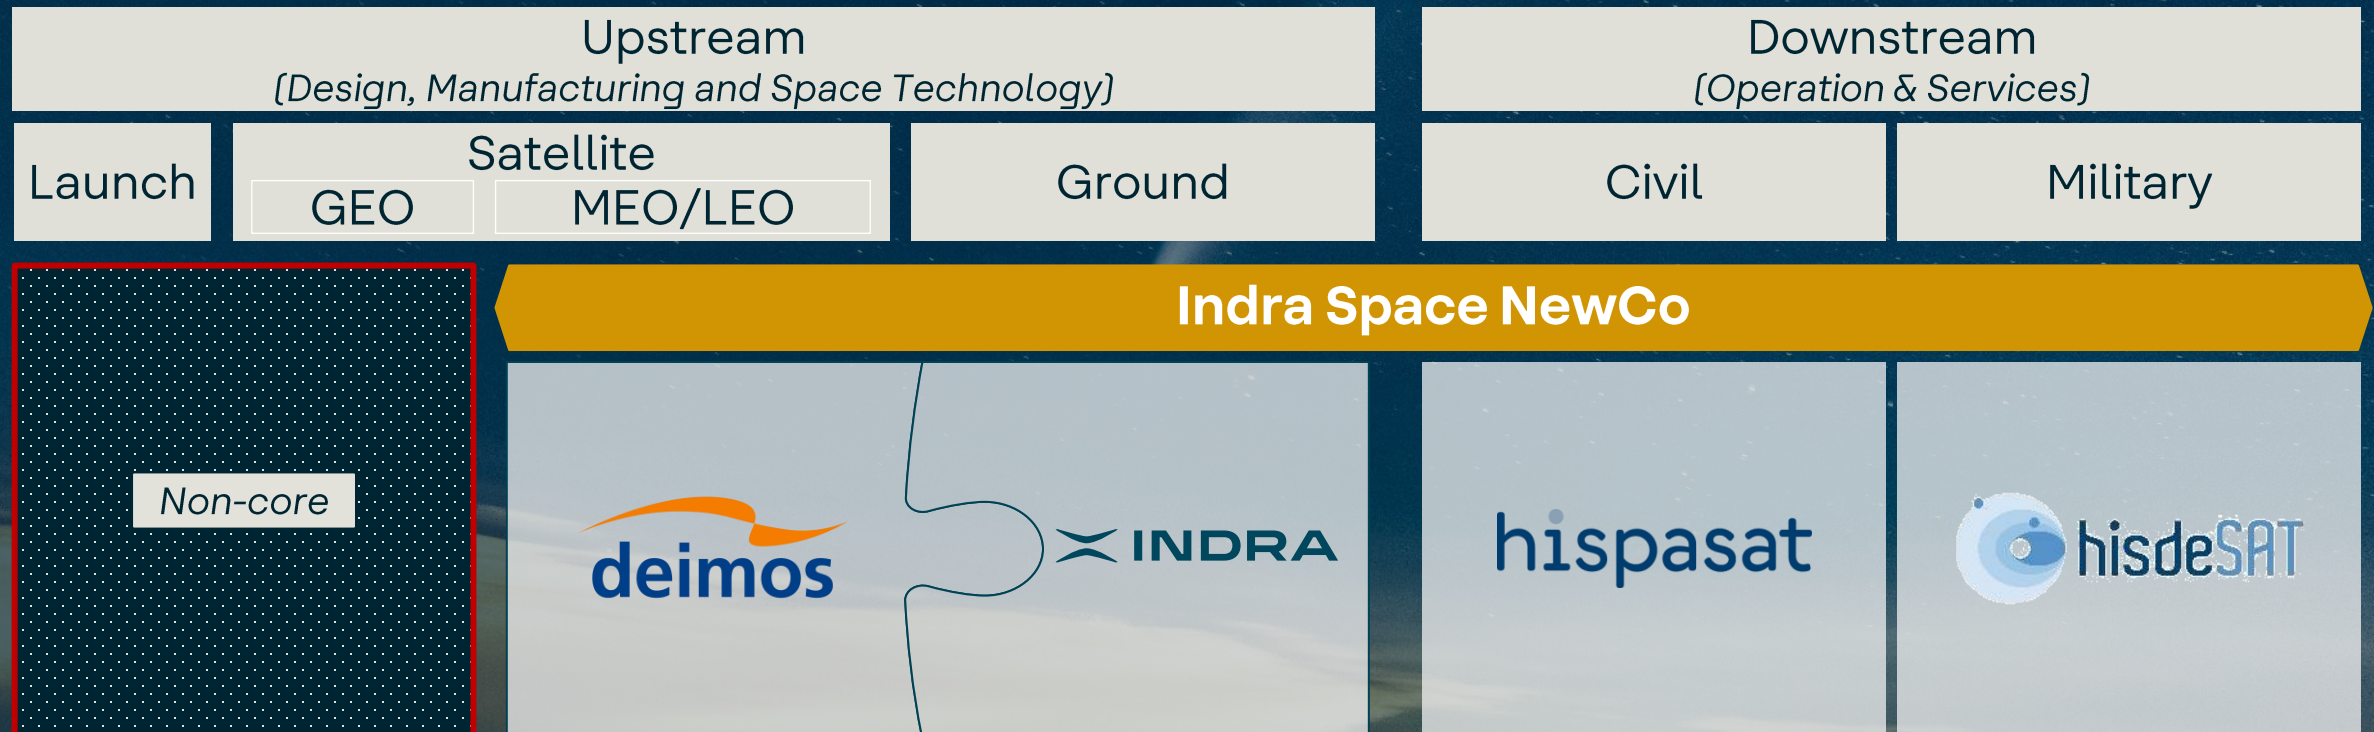 Upstream
(Design, Manufacturing and Space Technology)
Downstream
(Operation & Services)
Launch
Satellite
GEO
MEO/LEO
Ground
Civil
Military
Indra Space NewCo
Non-core
deimos
INDRA
hispasat
hisdeSAT